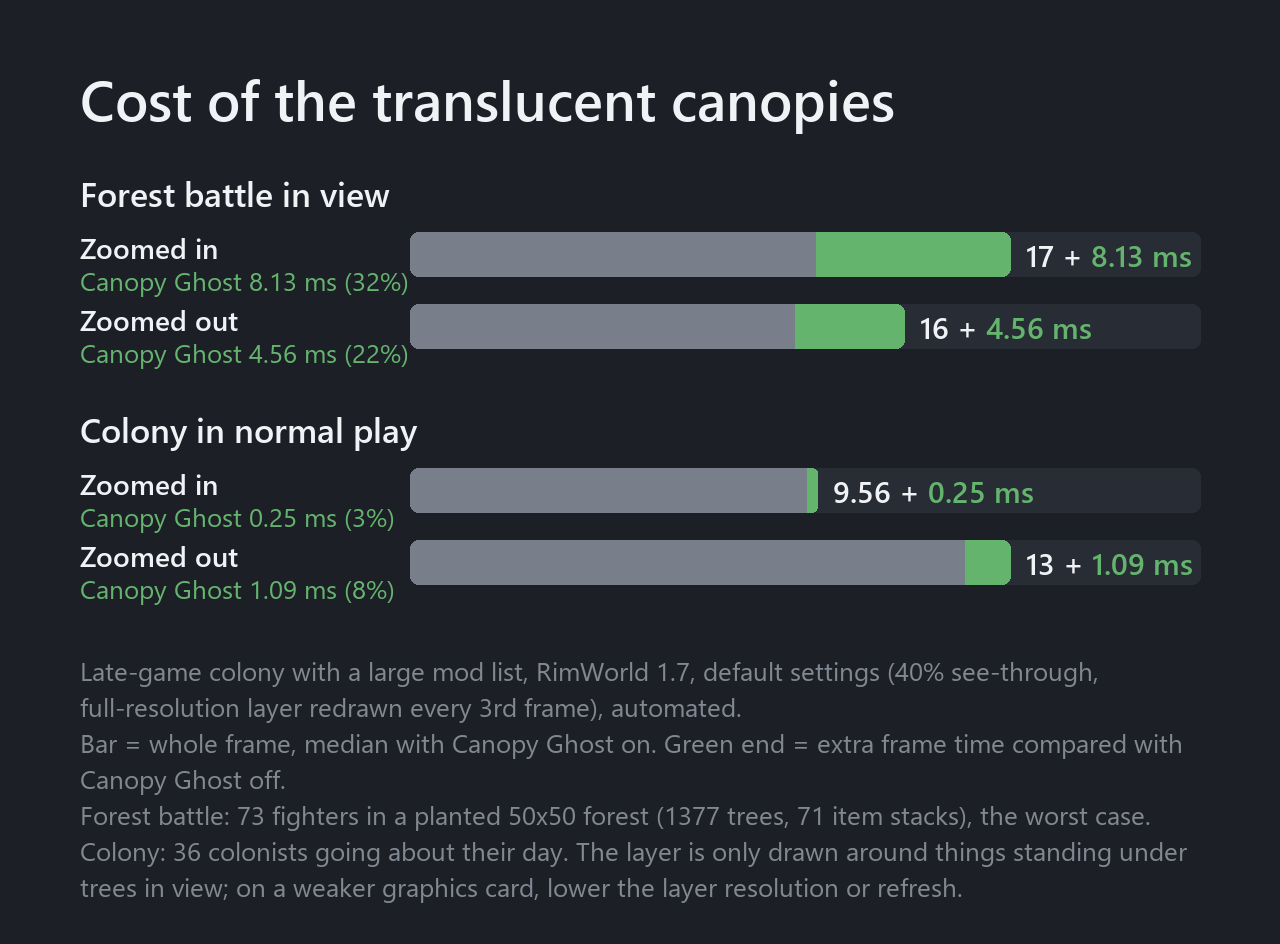 Cost of the translucent canopies
Forest battle in view
Zoomed in
Canopy Ghost 8.13 ms (32%)
17 + 8.13 ms
Zoomed out
Canopy Ghost 4.56 ms (22%)
16 + 4.56 ms
Colony in normal play
Zoomed in
Canopy Ghost 0.25 ms (3%)
9.56 + 0.25 ms
Zoomed out
Canopy Ghost 1.09 ms (8%)
13 + 1.09 ms
Late-game colony with a large mod list, RimWorld 1.7, default settings (40% see-through,
full-resolution layer redrawn every 3rd frame), automated.
Bar = whole frame, median with Canopy Ghost on. Green end = extra frame time compared with
Canopy Ghost off.
Forest battle: 73 fighters in a planted 50x50 forest (1377 trees, 71 item stacks), the worst case.
Colony: 36 colonists going about their day. The layer is only drawn around things standing under
trees in view; on a weaker graphics card, lower the layer resolution or refresh.